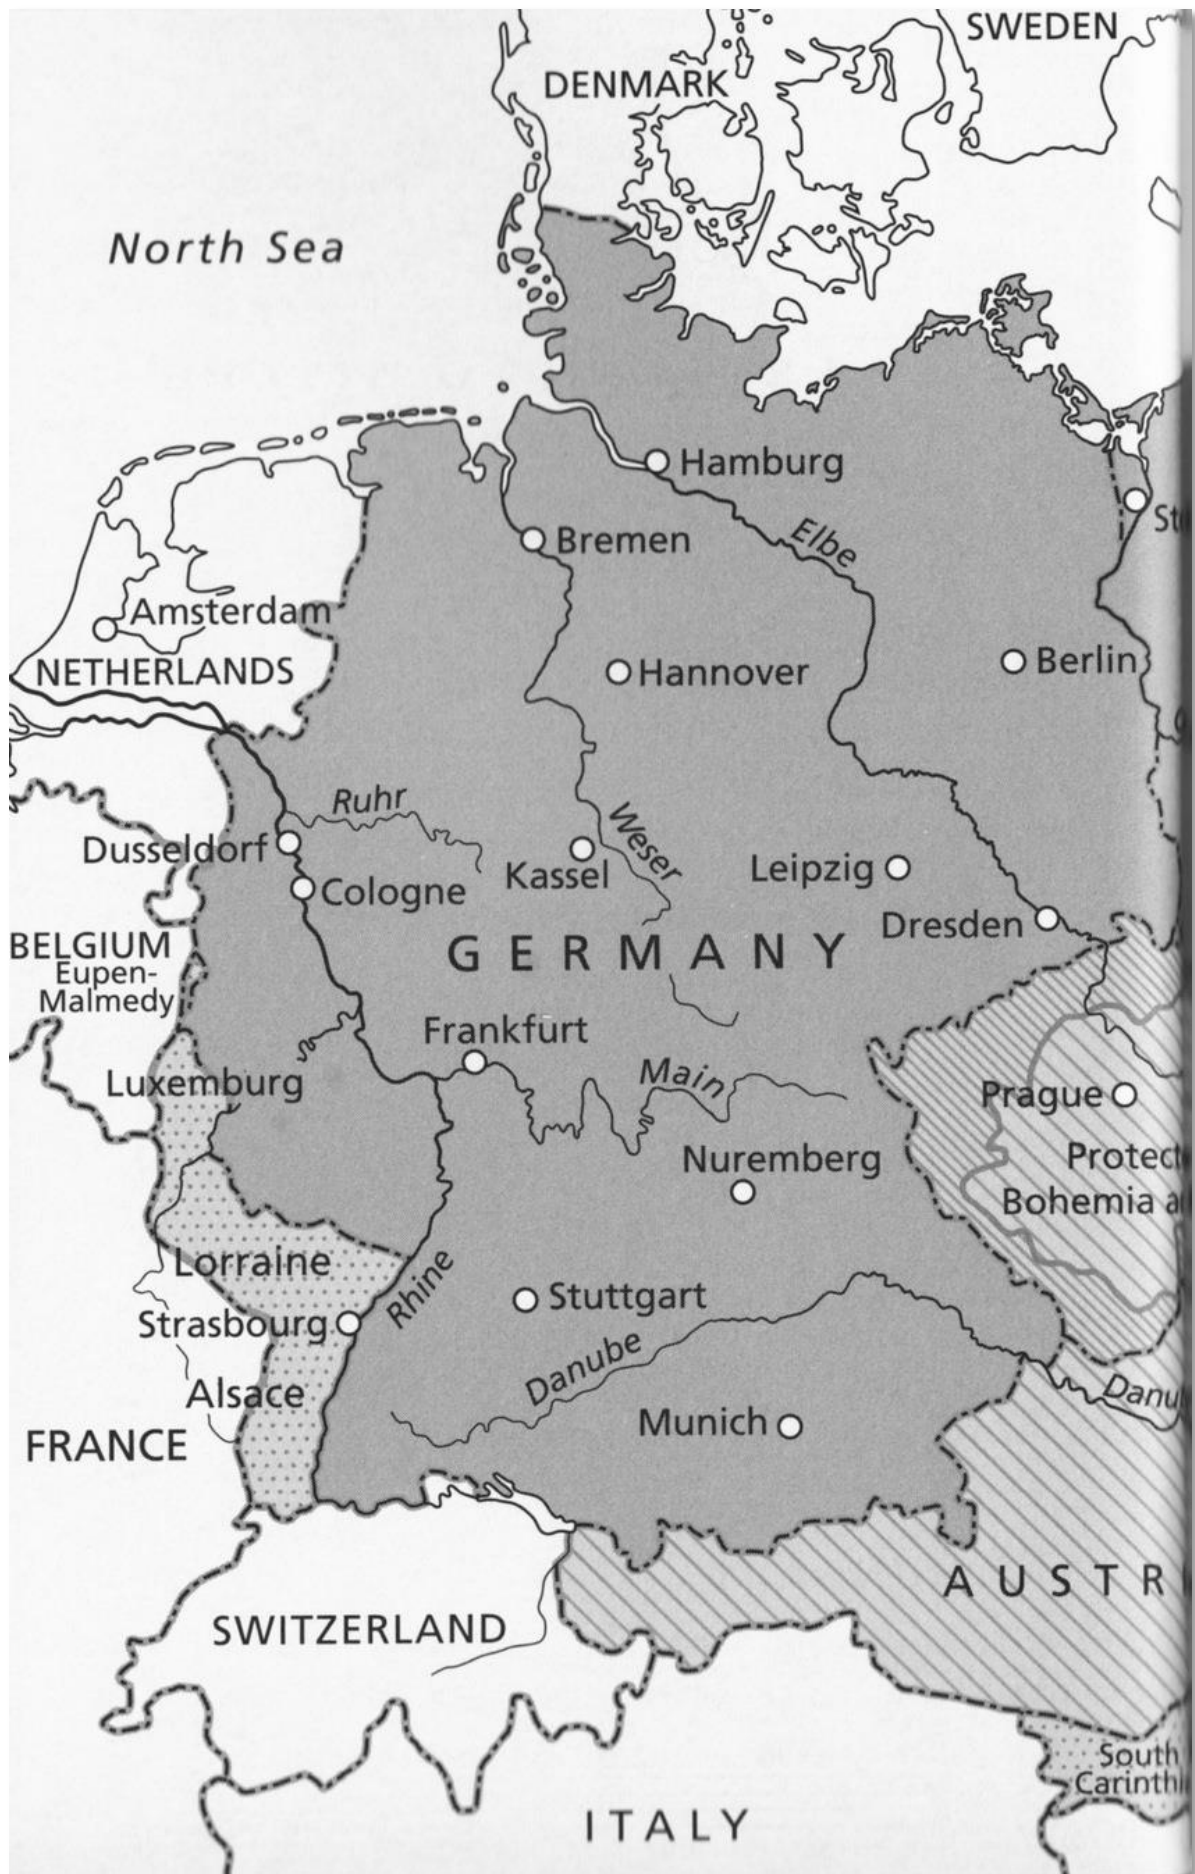 SWEDEN
DENMARK
North Sea
Hamburg
Elbe
Bremen
Amsterdam
NETHERLANDS
Hannover
Berlin
Ruhr
Dusseldorf
Weser
Kassel
Leipzig
Cologne
Dresden
BELGIUM
GERMANY
Eupen-
Malmedy
Frankfurt
Luxemburg
Main
Prague
Nuremberg
Bohemia
Lorraine
Rhine
Stuttgart
Strasbourg
Danube
Alsace
Munich
FRANCE
SWITZERLAND
South
ITALY